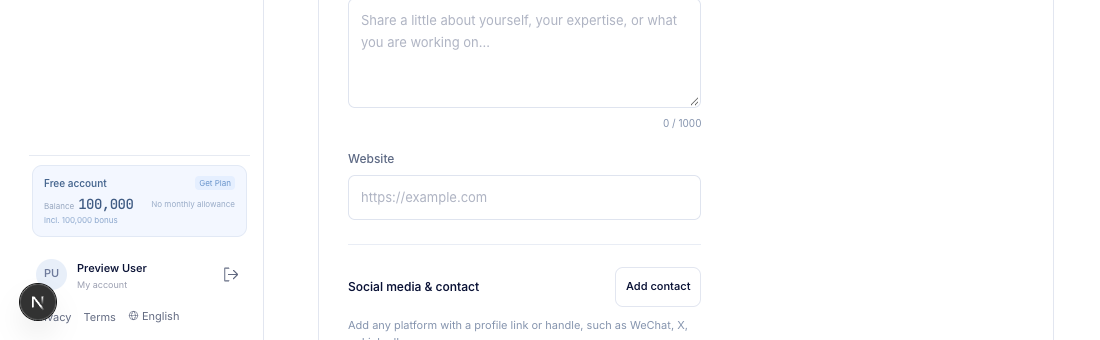 Share a little about yourself, your expertise, or what
you are working on...
0 / 1000
Website
https://example.com
Social media & contact
Add contact
Add any platform with a profile link or handle, such as WeChat, X,
Free account
Get Plan
Balance 100,000
No monthly allowance
incl. 100,000 bonus
PU
Preview User
My account
N
Terms
English